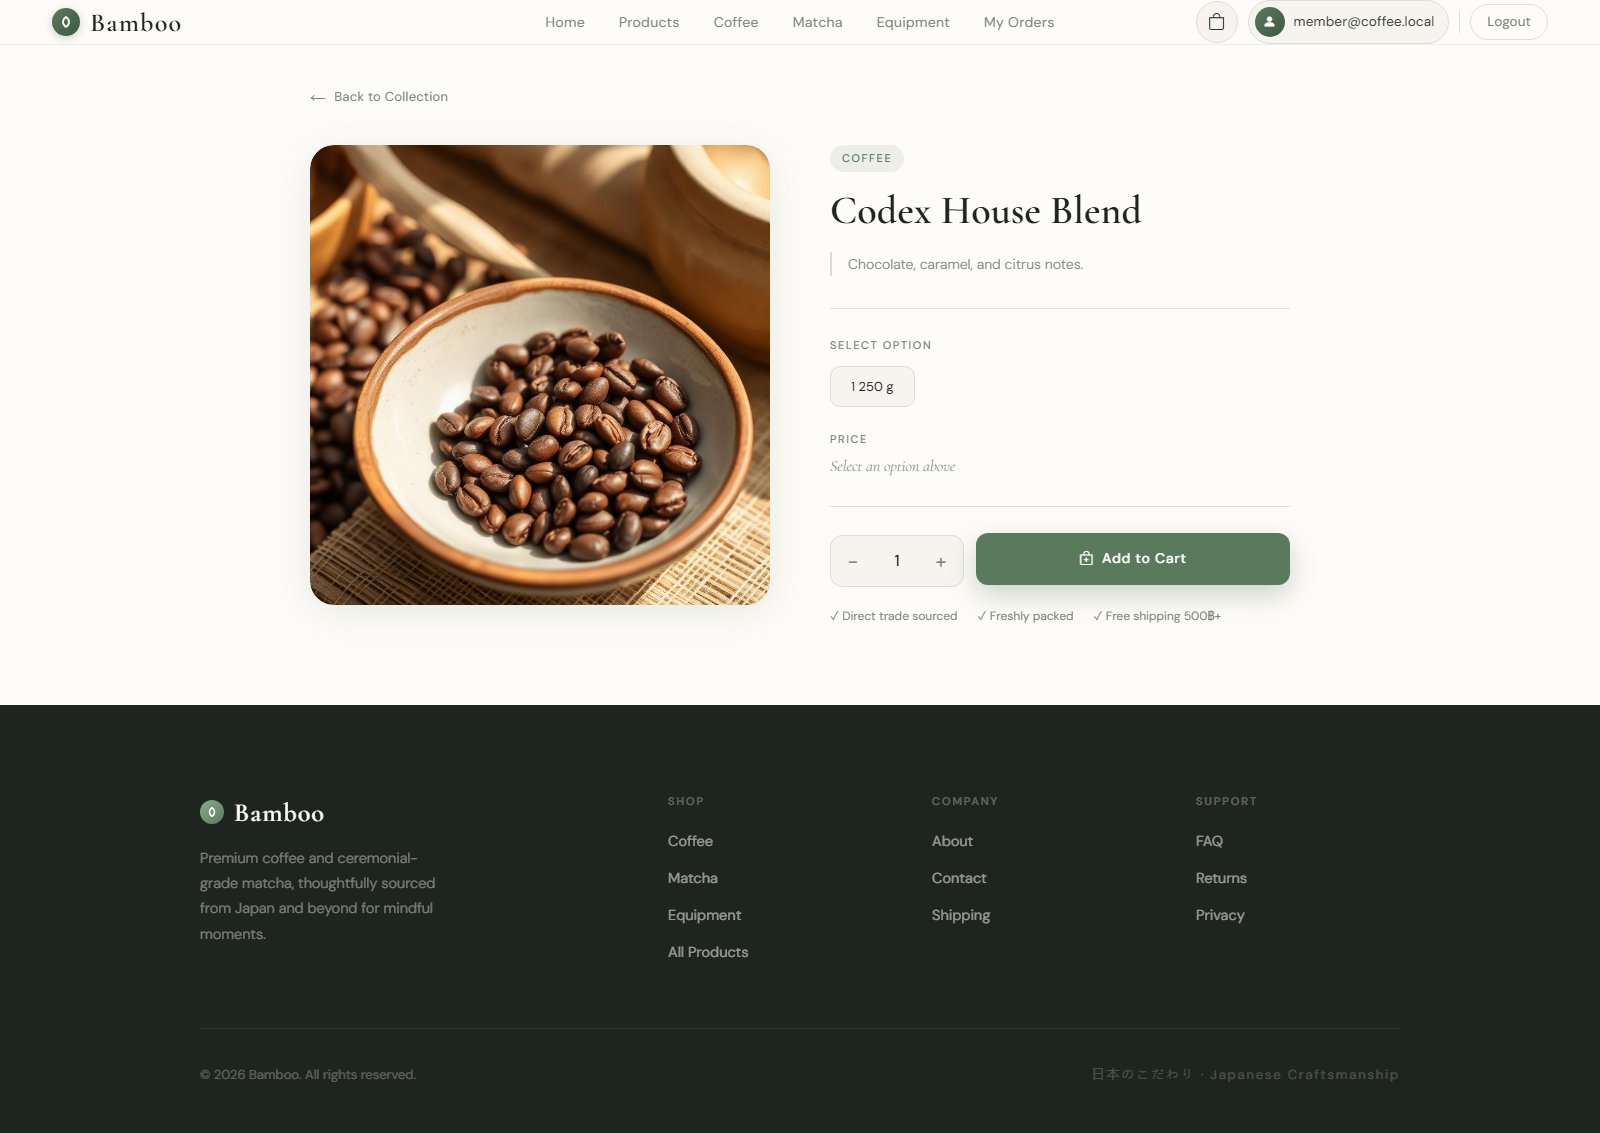 Bamboo
Home Products Coffee Matcha Equipment My Orders
member@coffee.local
Logout
← Back to Collection
COFFEE
Codex House Blend
Chocolate, caramel, and citrus notes.
SELECT OPTION
1 250 g
PRICE
Select an option above
− 1 +
Add to Cart
✓ Direct trade sourced ✓ Freshly packed ✓ Free shipping 500฿+
Bamboo
Premium coffee and ceremonial-
grade matcha, thoughtfully sourced
from Japan and beyond for mindful
moments.
SHOP
Coffee
Matcha
Equipment
All Products
COMPANY
About
Contact
Shipping
SUPPORT
FAQ
Returns
Privacy
© 2026 Bamboo. All rights reserved.
日本のこだわり · Japanese Craftsmanship